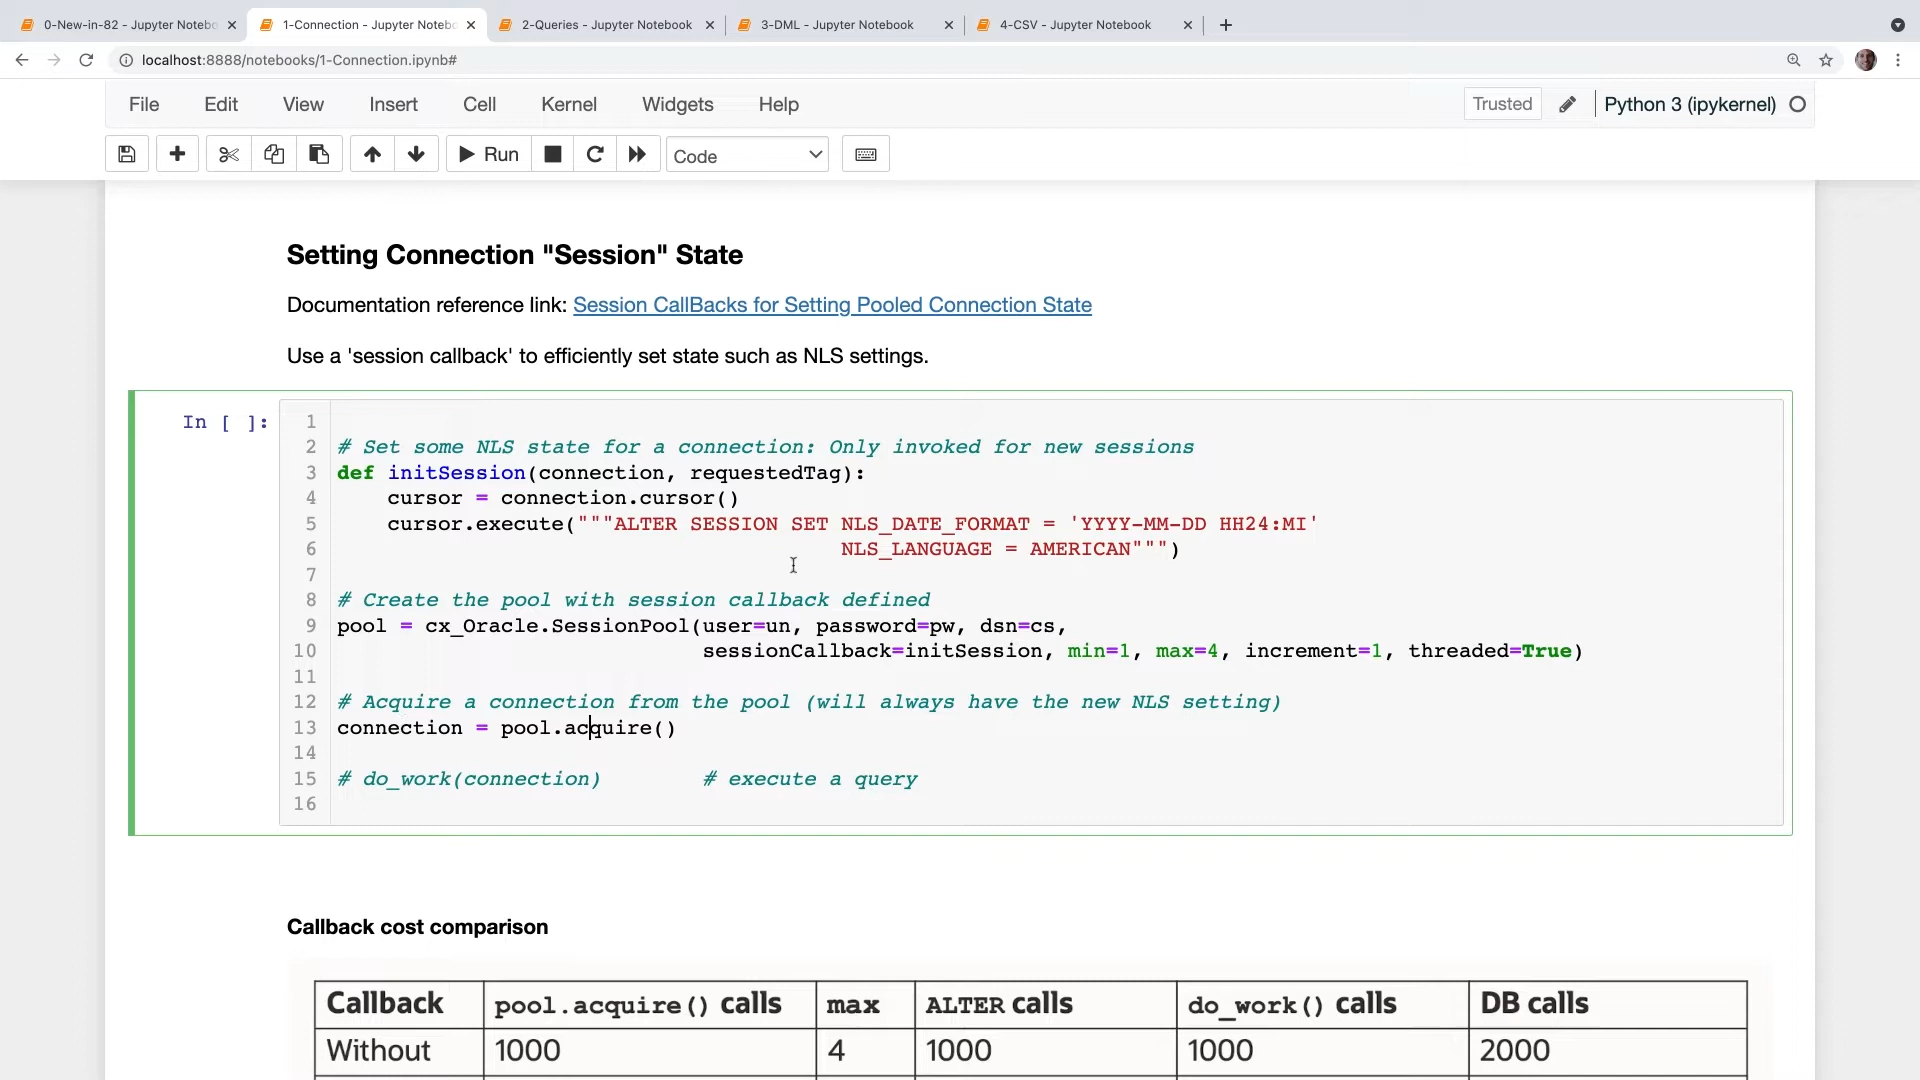 0-New-in-82 - Jupyter Notebo
1-Connection - Jupyter Notebo
2-Queries - Jupyter Notebook
3-DML - Jupyter Notebook
4-CSV - Jupyter Notebook
localhost:8888/notebooks/1-Connection.ipynb#
File Edit View Insert Cell Kernel Widgets Help Trusted Python 3 (ipykernel)
Run Code
Setting Connection "Session" State
Documentation reference link: Session CallBacks for Setting Pooled Connection State
Use a 'session callback' to efficiently set state such as NLS settings.
In [ ]: 1
2 # Set some NLS state for a connection: Only invoked for new sessions
3 def initSession(connection, requestedTag):
4     cursor = connection.cursor()
5     cursor.execute("""ALTER SESSION SET NLS_DATE_FORMAT = 'YYYY-MM-DD HH24:MI'
6                                         NLS_LANGUAGE = AMERICAN""")
7
8 # Create the pool with session callback defined
9 pool = cx_Oracle.SessionPool(user=un, password=pw, dsn=cs,
10                              sessionCallback=initSession, min=1, max=4, increment=1, threaded=True)
11
12 # Acquire a connection from the pool (will always have the new NLS setting)
13 connection = pool.acquire()
14
15 # do_work(connection)        # execute a query
16
Callback cost comparison
Callback pool.acquire() calls max ALTER calls do_work() calls DB calls
Without 1000 4 1000 1000 2000